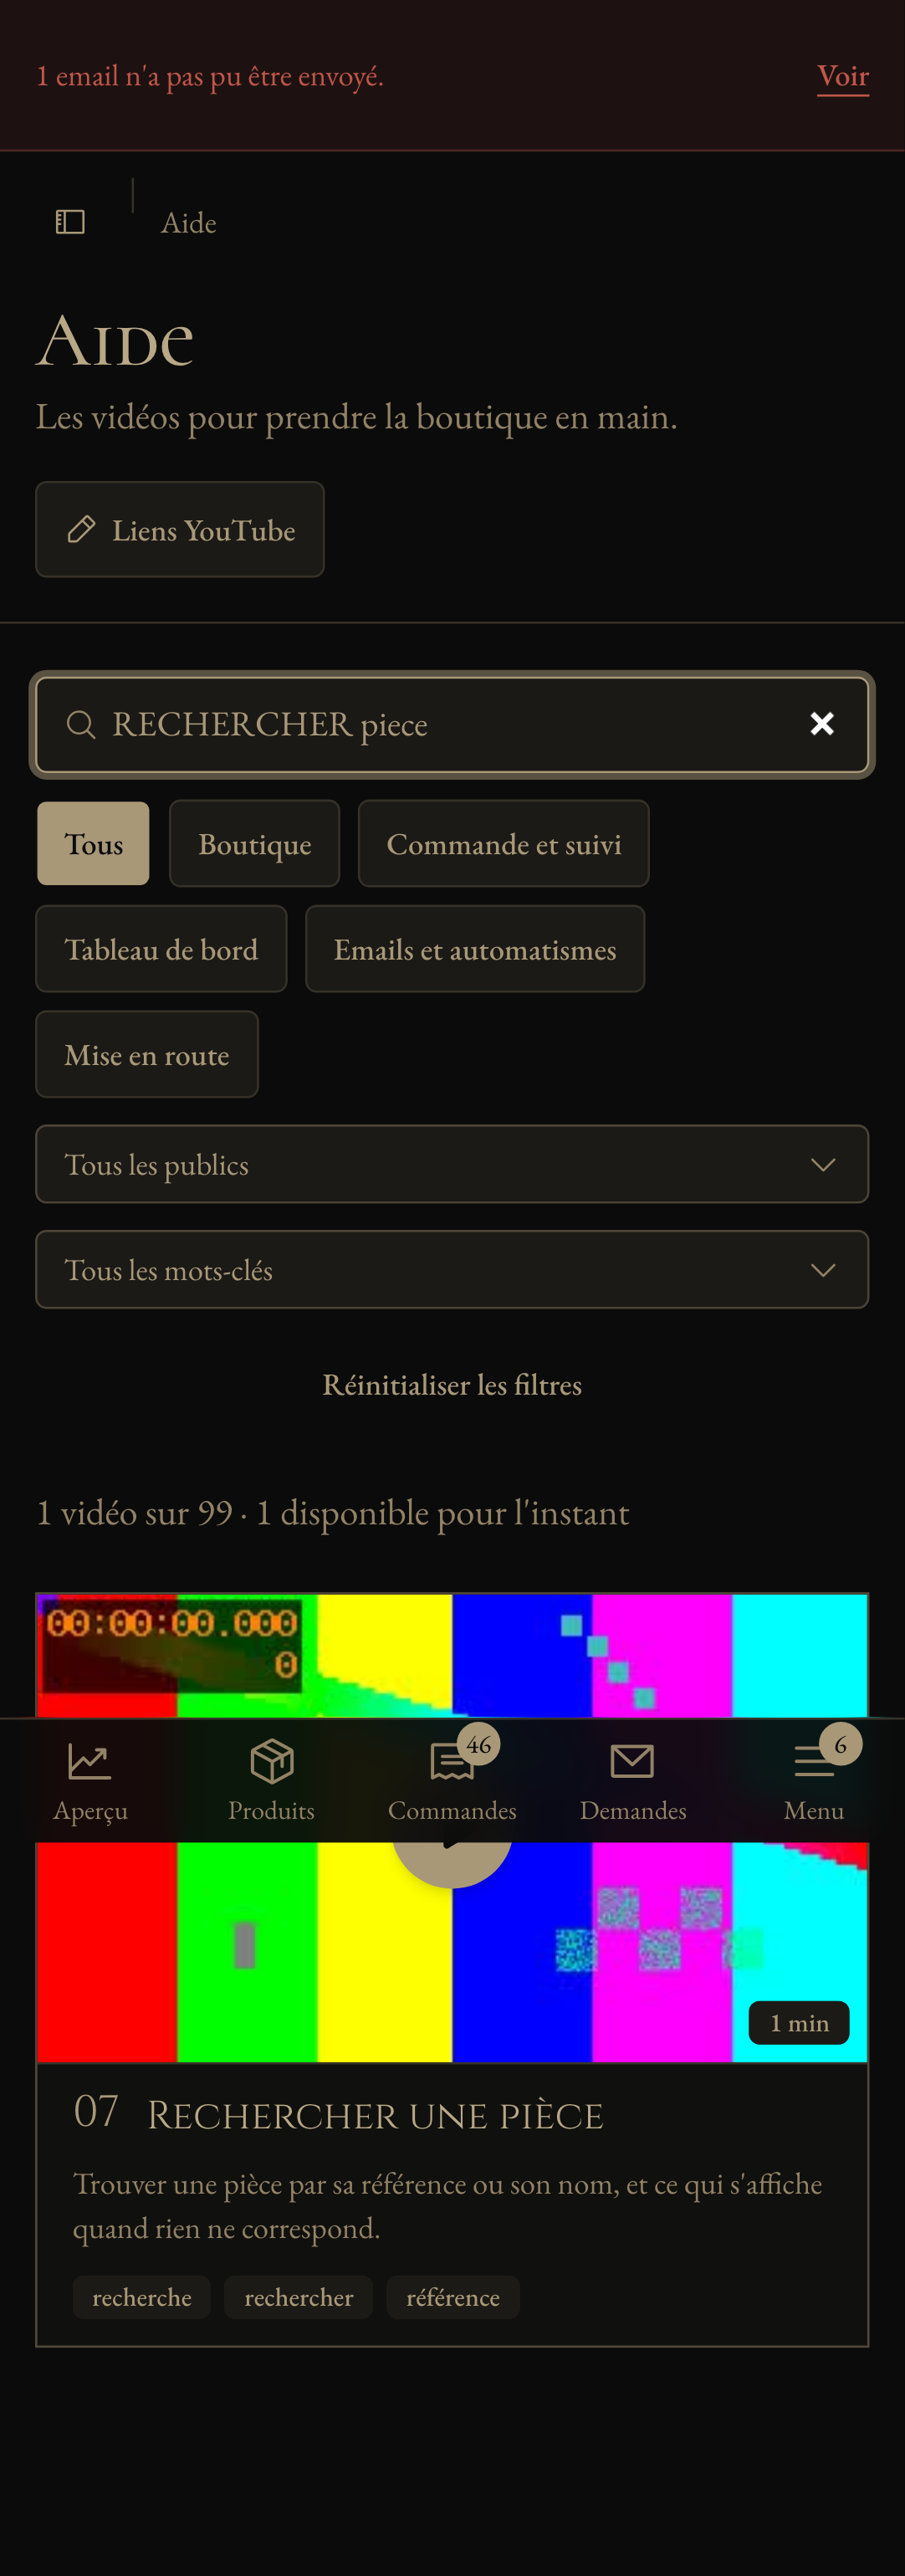 1 email n'a pas pu être envoyé.
Voir
Aide
Aide
Les vidéos pour prendre la boutique en main.
Liens YouTube
RECHERCHER piece
Tous
Boutique
Commande et suivi
Tableau de bord
Emails et automatismes
Mise en route
Tous les publics
Tous les mots-clés
Réinitialiser les filtres
1 vidéo sur 99 · 1 disponible pour l'instant
00:00:00.000
0
46
6
Aperçu
Produits
Commandes
Demandes
Menu
1 min
07 Rechercher une pièce
Trouver une pièce par sa référence ou son nom, et ce qui s'affiche
quand rien ne correspond.
recherche
rechercher
référence